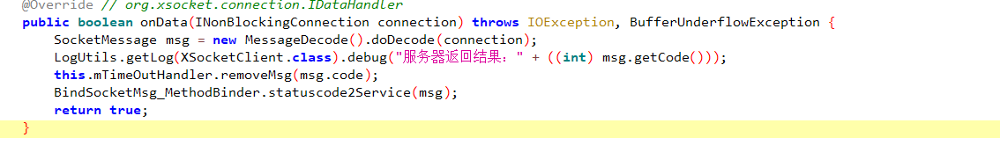 @Override // org.xsocket.connection.IDataHandler
public boolean onData(INonBlockingConnection connection) throws IOException, BufferUnderflowException {
SocketMessage msg = new MessageDecode().doDecode(connection);
LogUtils.getLog(XSocketClient.class).debug("服务器返回结果：" + ((int) msg.getCode()));
this.mTimeOutHandler.removeMsg(msg.code);
BindSocketMsg_MethodBinder.statuscode2Service(msg);
return true;
}